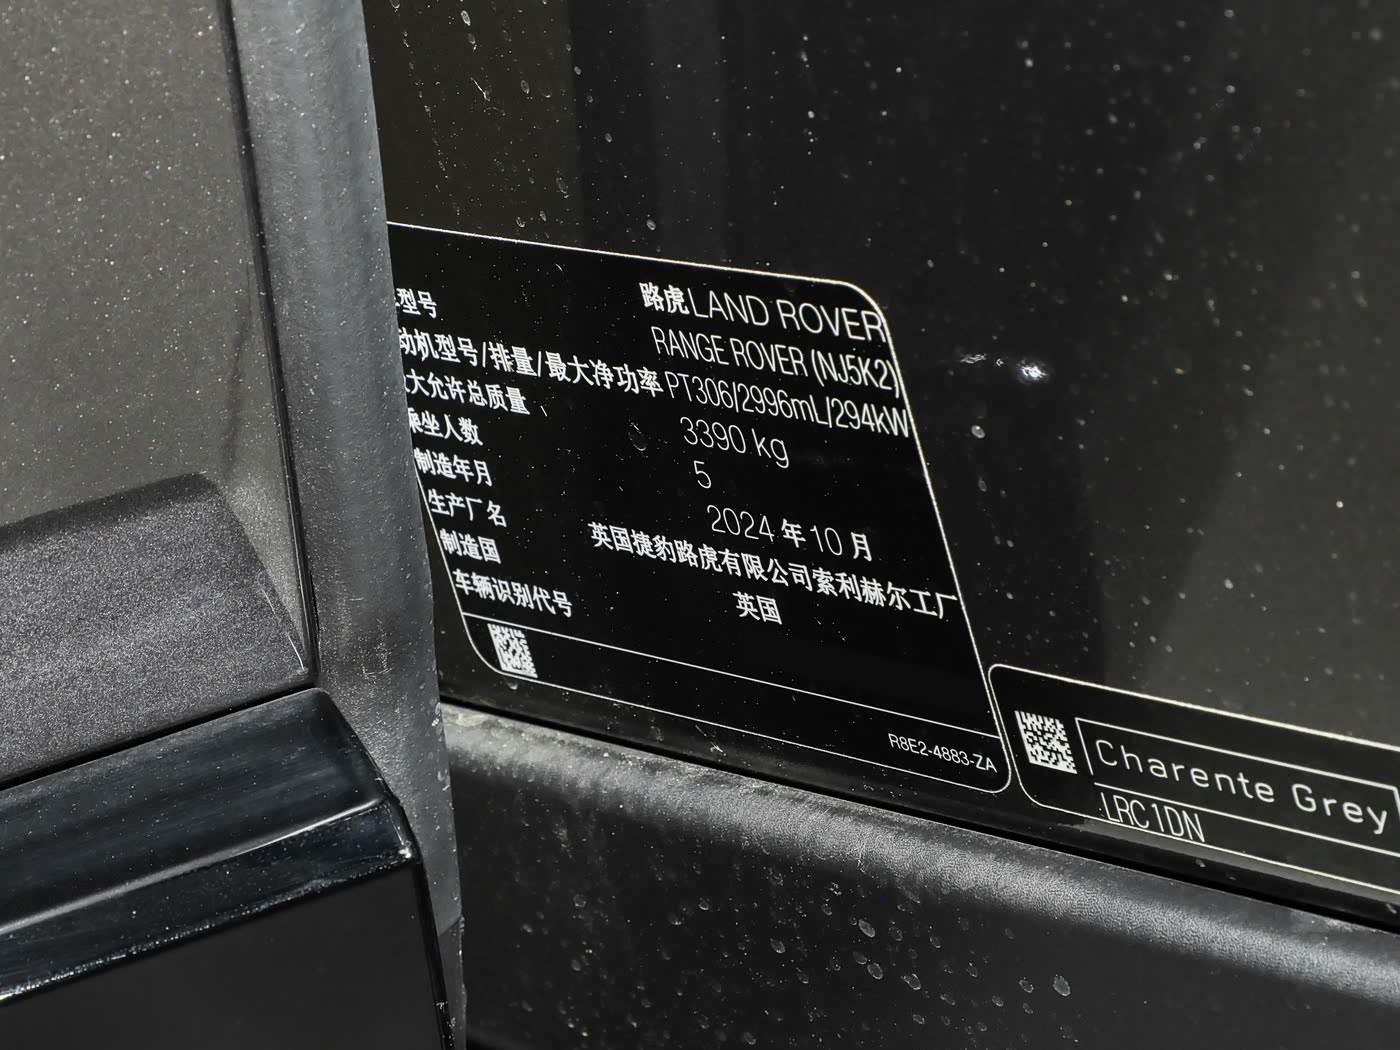 路虎LAND ROVER
型号 RANGE ROVER (NJ5K2)
动机型号/排量/最大净功率 PT306/2996mL/294kW
大允许总质量 3390 kg
乘坐人数 5
制造年月 2024 年 10 月
生产厂名 英国捷豹路虎有限公司索利赫尔工厂
制造国 英国
车辆识别代号
R8E2-4883-ZA
Charente Grey
LRC1DN